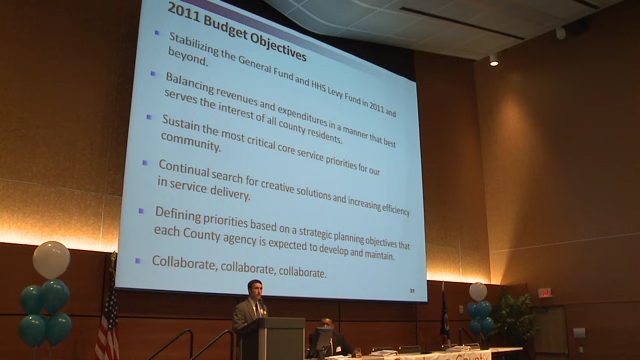 2011 Budget Objectives
Stabilizing the General Fund and HHS Levy Fund in 2011 and
beyond.
Balancing revenues and expenditures in a manner that best
serves the interest of all county residents.
Sustain the most critical core service priorities for our
community.
Continual search for creative solutions and increasing efficiency
in service delivery.
Defining priorities based on a strategic planning objectives that
each County agency is expected to develop and maintain.
Collaborate, collaborate, collaborate.
EXIT